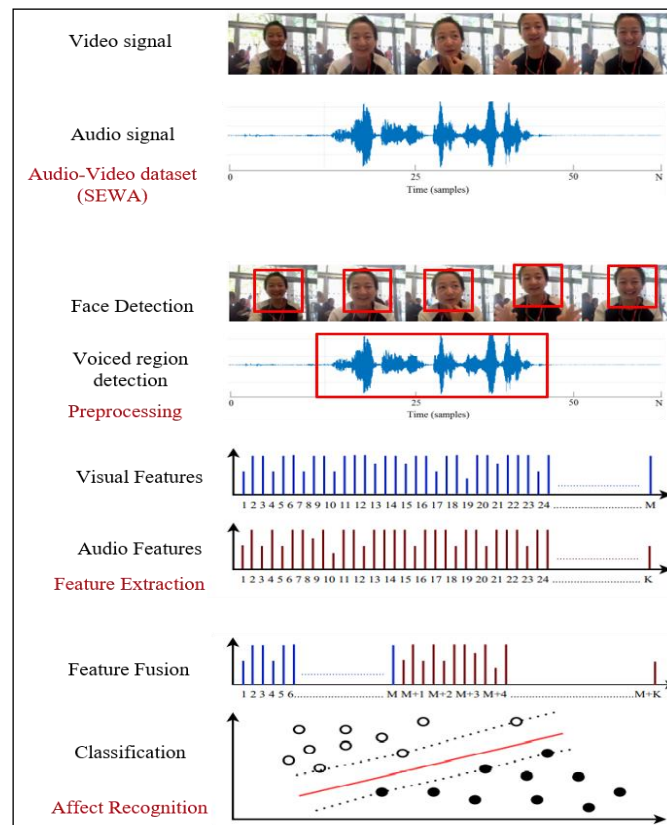 Video signal
Audio signal
Audio-Video dataset
(SEWA)
0 25 50 N
Time (samples)
Face Detection
Voiced region
detection
Preprocessing
0 25 50 N
Time (samples)
Visual Features
1 2 3 4 5 6 7 8 9 10 11 12 13 14 15 16 17 18 19 20 21 22 23 24 ........................ M
Audio Features
1 2 3 4 5 6 7 8 9 10 11 12 13 14 15 16 17 18 19 20 21 22 23 24 ........................ K
Feature Extraction
Feature Fusion
1 2 3 4 5 6........................ M M+1 M+2 M+3 M+4 ........................M+K
Classification
Affect Recognition